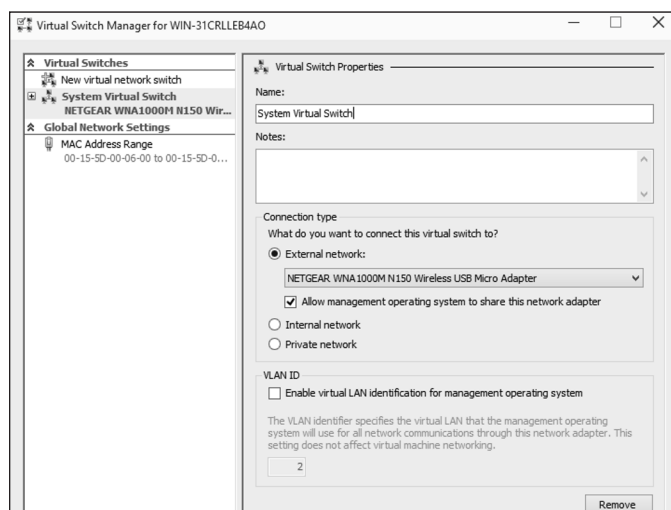 Virtual Switch Manager for WIN-31CRLLEB4AO
Virtual Switches
New virtual network switch
System Virtual Switch
NETGEAR WNA1000M N150 Wir...
Global Network Settings
MAC Address Range
00-15-5D-00-06-00 to 00-15-5D-0...
Virtual Switch Properties
Name:
System Virtual Switch
Notes:
Connection type
What do you want to connect this virtual switch to?
External network:
NETGEAR WNA1000M N150 Wireless USB Micro Adapter
Allow management operating system to share this network adapter
Internal network
Private network
VLAN ID
Enable virtual LAN identification for management operating system
The VLAN identifier specifies the virtual LAN that the management operating
system will use for all network communications through this network adapter. This
setting does not affect virtual machine networking.
2
Remove